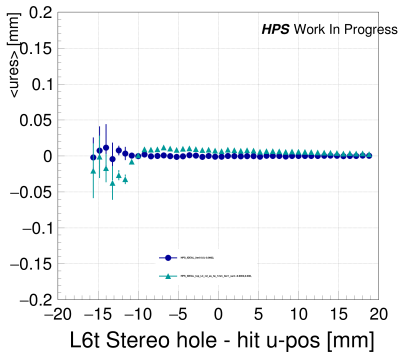 <ures> [mm]
0.2
0.15
0.1
0.05
0
−0.05
−0.1
−0.15
−0.2
HPS Work In Progress
−20 −15 −10 −5 0 5 10 15 20
L6t Stereo hole - hit u-pos [mm]